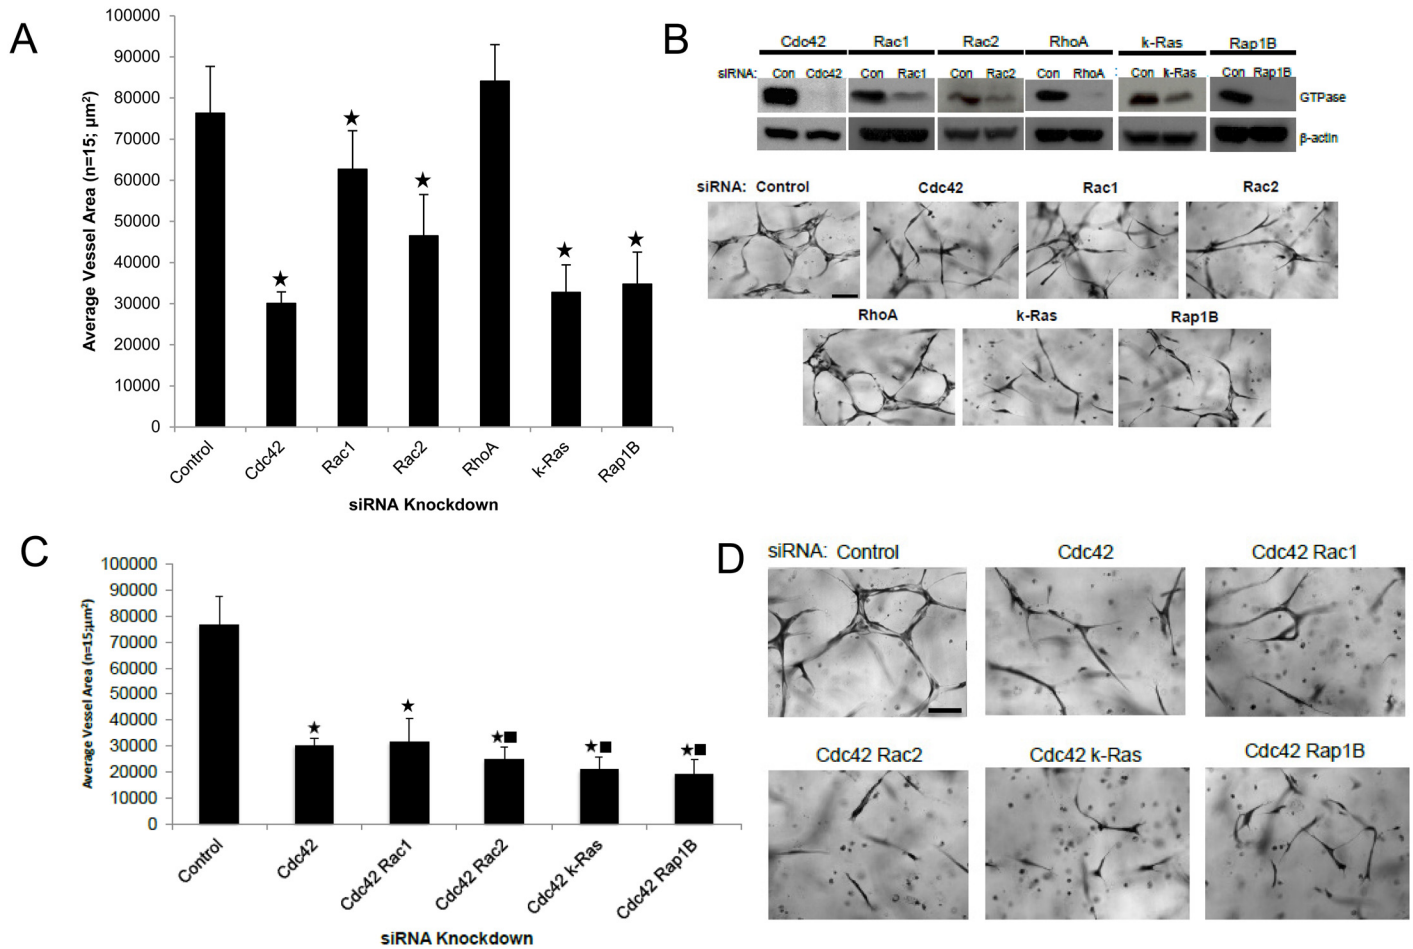 A
100000
90000
80000
70000
60000
50000
40000
30000
20000
10000
0
Average Vessel Area (n=15; µm²)
Control
Cdc42
Rac1
Rac2
RhoA
k-Ras
Rap1B
siRNA Knockdown
B
Cdc42 Rac1 Rac2 RhoA k-Ras Rap1B
siRNA: Con Cdc42 Con Rac1 Con Rac2 Con RhoA : Con k-Ras Con Rap1B
GTPase
β-actin
siRNA: Control Cdc42 Rac1 Rac2
RhoA k-Ras Rap1B
C
100000
90000
80000
70000
60000
50000
40000
30000
20000
10000
0
Average Vessel Area (n=15;µm²)
Control
Cdc42
Cdc42 Rac1
Cdc42 Rac2
Cdc42 k-Ras
Cdc42 Rap1B
siRNA Knockdown
D
siRNA: Control Cdc42 Cdc42 Rac1
Cdc42 Rac2 Cdc42 k-Ras Cdc42 Rap1B